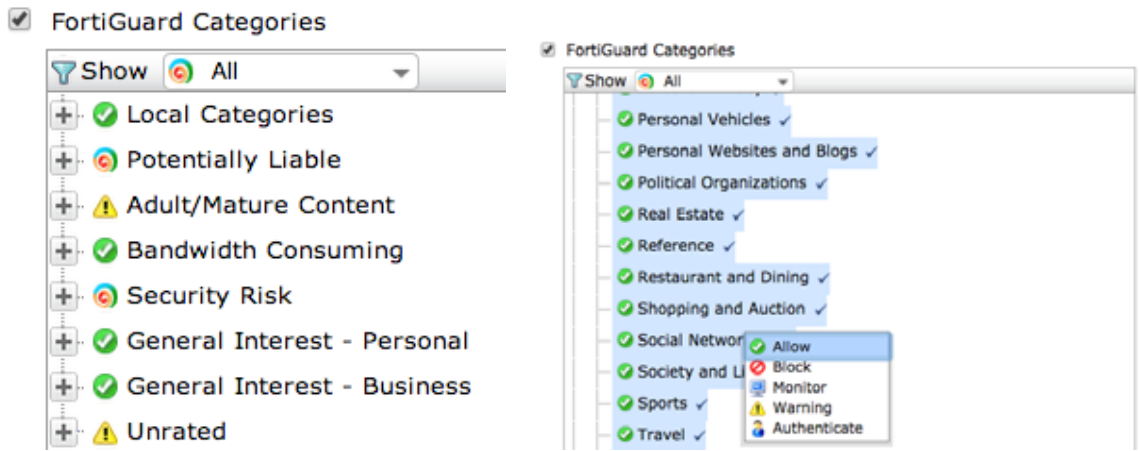 FortiGuard Categories
Show All
Local Categories
Potentially Liable
Adult/Mature Content
Bandwidth Consuming
Security Risk
General Interest - Personal
General Interest - Business
Unrated
FortiGuard Categories
Show All
Personal Vehicles
Personal Websites and Blogs
Political Organizations
Real Estate
Reference
Restaurant and Dining
Shopping and Auction
Social Networ
Society and Li
Sports
Travel
Allow
Block
Monitor
Warning
Authenticate